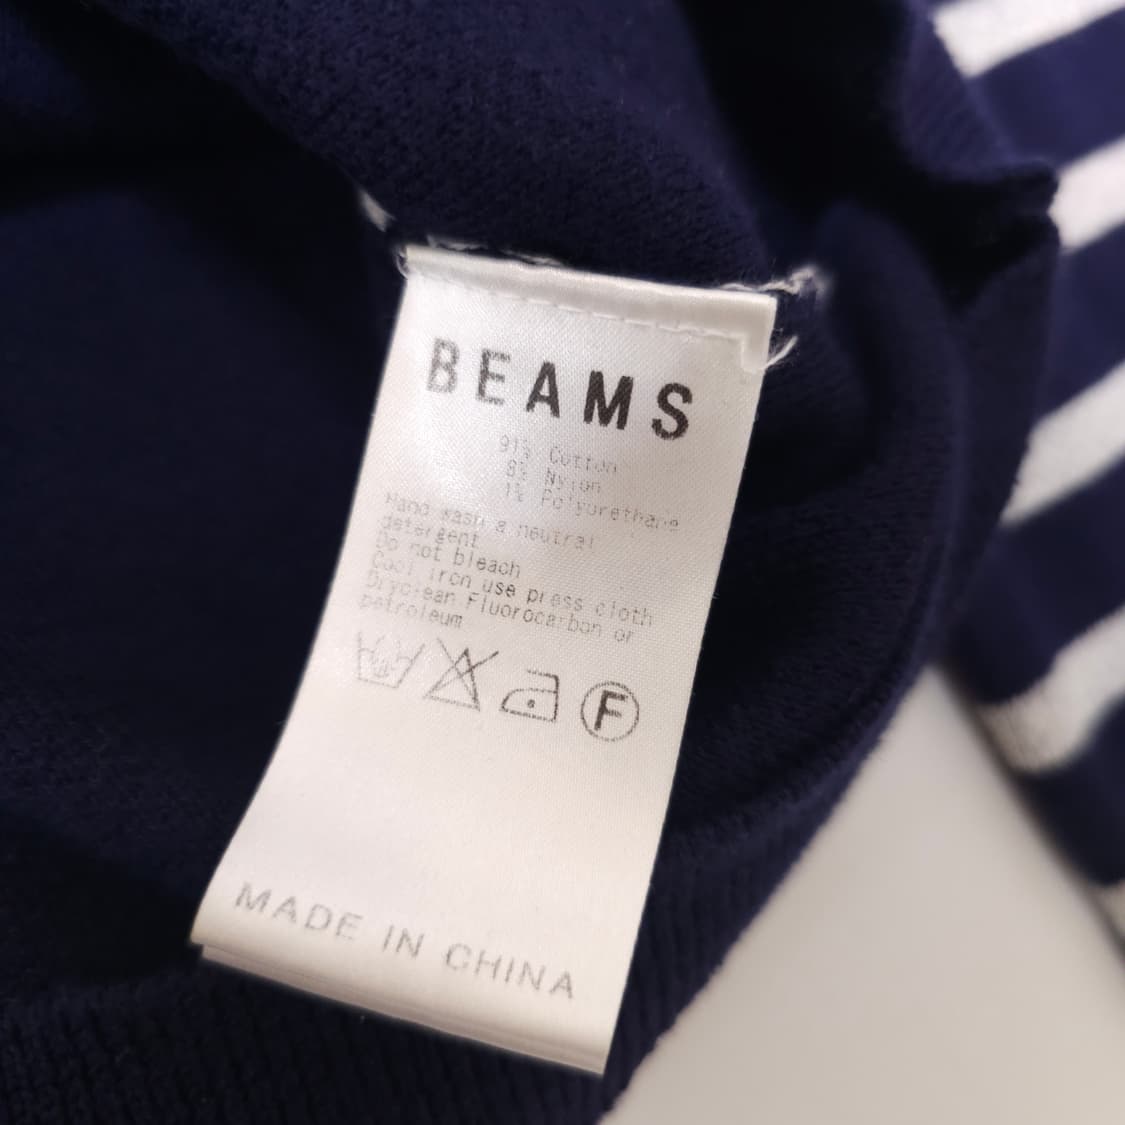 BEAMS
91% Cotton
8% Nylon
1% Polyurethane
Hand wash a neutral
detergent
Do not bleach
Cool iron use press cloth
Dryclean Fluorocarbon or
petroleum
F
MADE IN CHINA